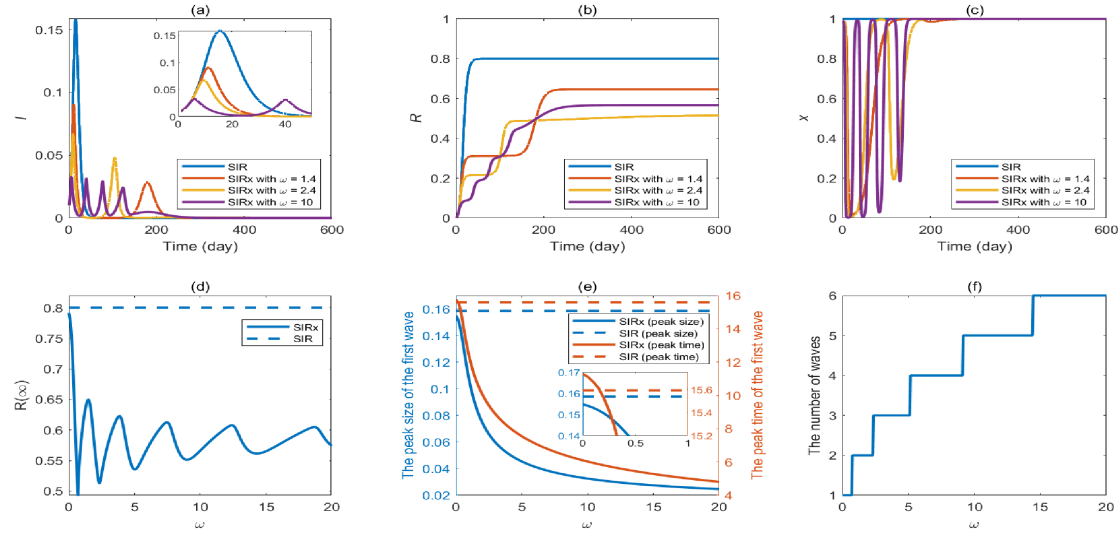 (a)
0.15
0.1
0.05
0
I
0.15
0.1
0.05
0
0
20
40
SIR
SIRx with ω = 1.4
SIRx with ω = 2.4
SIRx with ω = 10
0
200
400
600
Time (day)
(b)
1
0.8
0.6
0.4
0.2
0
R
SIR
SIRx with ω = 1.4
SIRx with ω = 2.4
SIRx with ω = 10
0
200
400
600
Time (day)
(c)
1
0.8
0.6
0.4
0.2
0
x
SIR
SIRx with ω = 1.4
SIRx with ω = 2.4
SIRx with ω = 10
0
200
400
600
Time (day)
(d)
0.8
0.75
0.7
0.65
0.6
0.55
0.5
R(∞)
SIRx
SIR
0
5
10
15
20
ω
(e)
0.16
0.14
0.12
0.1
0.08
0.06
0.04
0.02
The peak size of the first wave
SIRx (peak size)
SIR (peak size)
SIRx (peak time)
SIR (peak time)
0.17
0.16
0.15
0.14
15.6
15.4
15.2
0
0.5
1
16
14
12
10
8
6
4
The peak time of the first wave
0
5
10
15
20
ω
(f)
6
5
4
3
2
1
The number of waves
0
5
10
15
20
ω